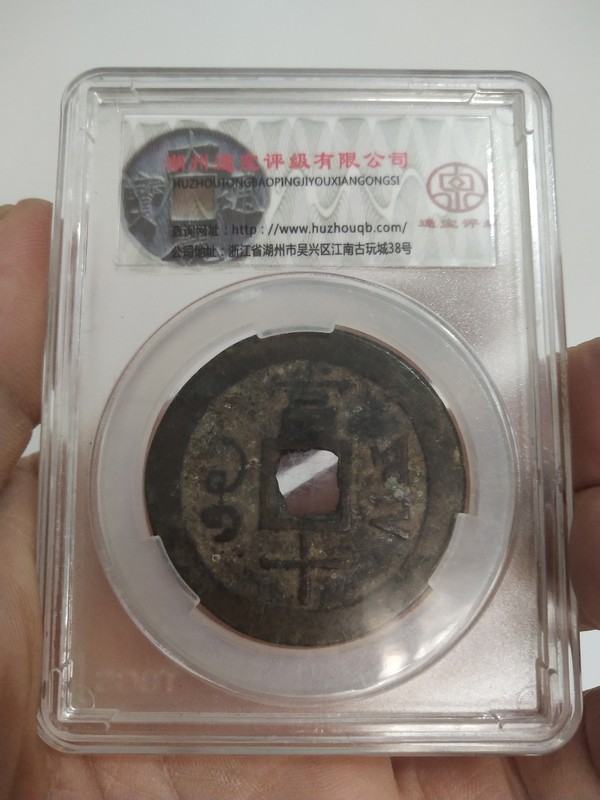 湖州通宝评级有限公司
HUZHOUTONGBAOPINGJIYOUXIANGONGSI
查询网址：http://www.huzhouqb.com/
公司地址：浙江省湖州市吴兴区江南古玩城38号
通宝评级
當
十